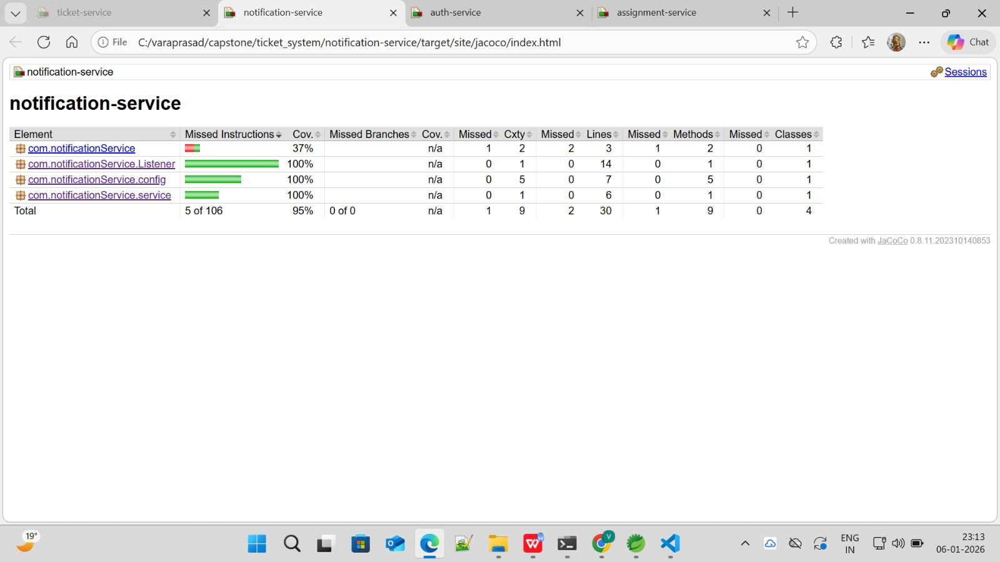 ticket-service
notification-service
auth-service
assignment-service
File C:/varaprasad/capstone/ticket_system/notification-service/target/site/jacoco/index.html
Chat
notification-service
Sessions
notification-service
Element Missed Instructions Cov. Missed Branches Cov. Missed Cxty Missed Lines Missed Methods Missed Classes
com.notificationService 37% n/a 1 2 2 3 1 2 0 1
com.notificationService.Listener 100% n/a 0 1 0 14 0 1 0 1
com.notificationService.config 100% n/a 0 5 0 7 0 5 0 1
com.notificationService.service 100% n/a 0 1 0 6 0 1 0 1
Total 5 of 106 95% 0 of 0 n/a 1 9 2 30 1 9 0 4
Created with JaCoCo 0.8.11.202310140853
19°
W
V
ENG
IN
23:13
06-01-2026